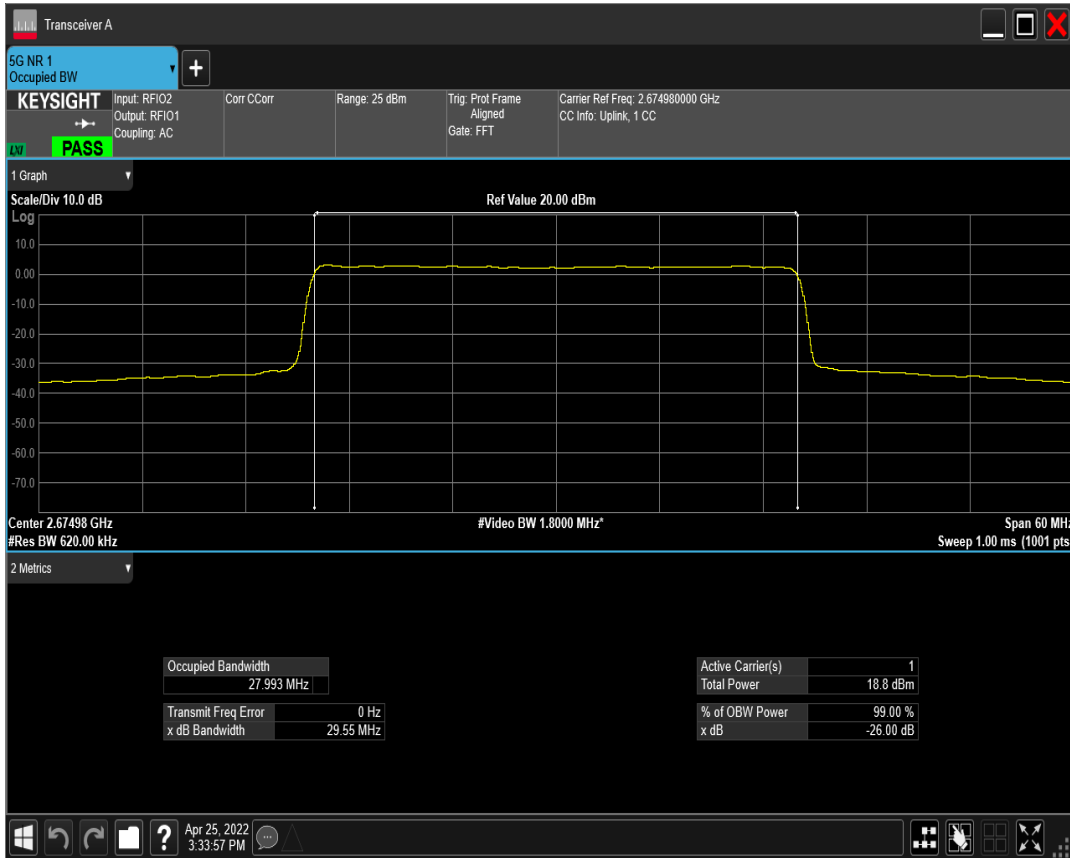 Transceiver A
5G NR 1
Occupied BW
+
KEYSIGHT
LXI
PASS
Input: RFIO2
Output: RFIO1
Coupling: AC
Corr CCorr
Range: 25 dBm
Trig: Prot Frame
Aligned
Gate: FFT
Carrier Ref Freq: 2.674980000 GHz
CC Info: Uplink, 1 CC
1 Graph
Scale/Div 10.0 dB
Ref Value 20.00 dBm
Log
10.0
0.00
-10.0
-20.0
-30.0
-40.0
-50.0
-60.0
-70.0
Center 2.67498 GHz
#Video BW 1.8000 MHz*
Span 60 MHz
#Res BW 620.00 kHz
Sweep 1.00 ms (1001 pts
2 Metrics
Occupied Bandwidth
27.993 MHz
Transmit Freq Error 0 Hz
x dB Bandwidth 29.55 MHz
Active Carrier(s) 1
Total Power 18.8 dBm
% of OBW Power 99.00 %
x dB -26.00 dB
?
Apr 25, 2022
3:33:57 PM